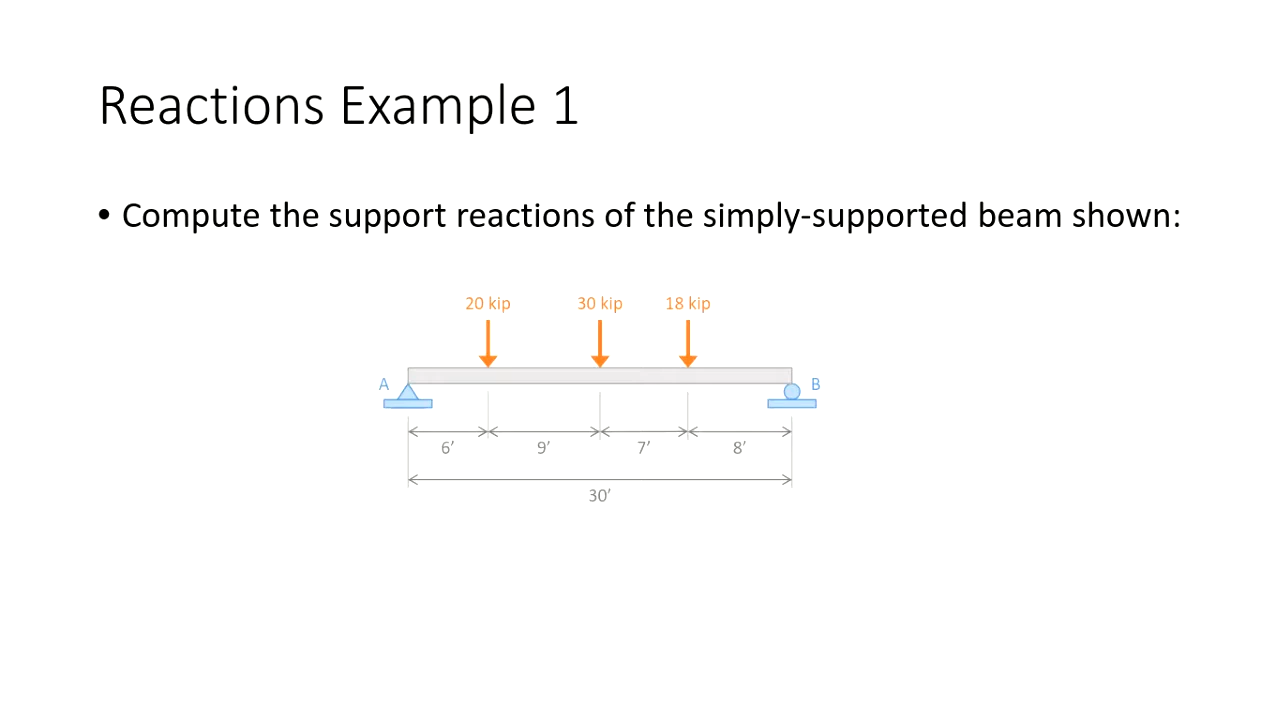 Reactions Example 1
• Compute the support reactions of the simply-supported beam shown:
20 kip 30 kip 18 kip
A B
6′ 9′ 7′ 8′
30′